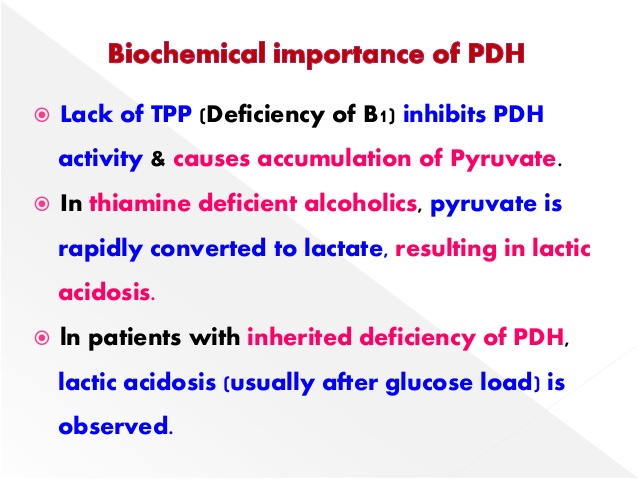 Biochemical importance of PDH
Lack of TPP (Deficiency of B1) inhibits PDH
activity & causes accumulation of Pyruvate.
In thiamine deficient alcoholics, pyruvate is
rapidly converted to lactate, resulting in lactic
acidosis.
ln patients with inherited deficiency of PDH,
lactic acidosis (usually after glucose load) is
observed.